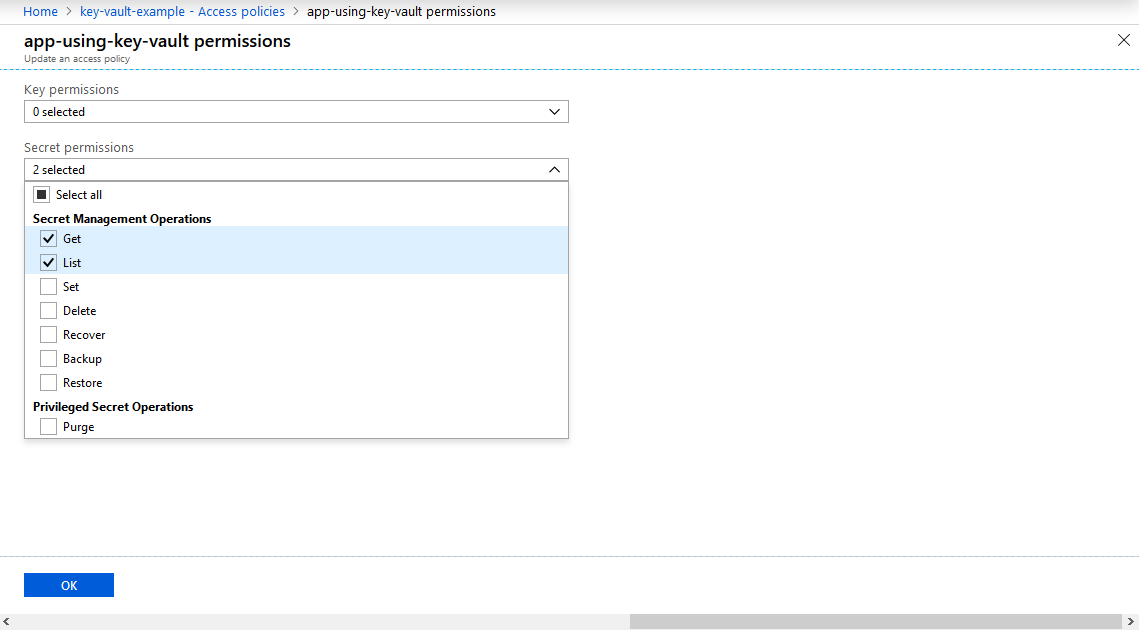 Home > key-vault-example - Access policies > app-using-key-vault permissions
app-using-key-vault permissions
Update an access policy
Key permissions
0 selected
Secret permissions
2 selected
Select all
Secret Management Operations
Get
List
Set
Delete
Recover
Backup
Restore
Privileged Secret Operations
Purge
OK